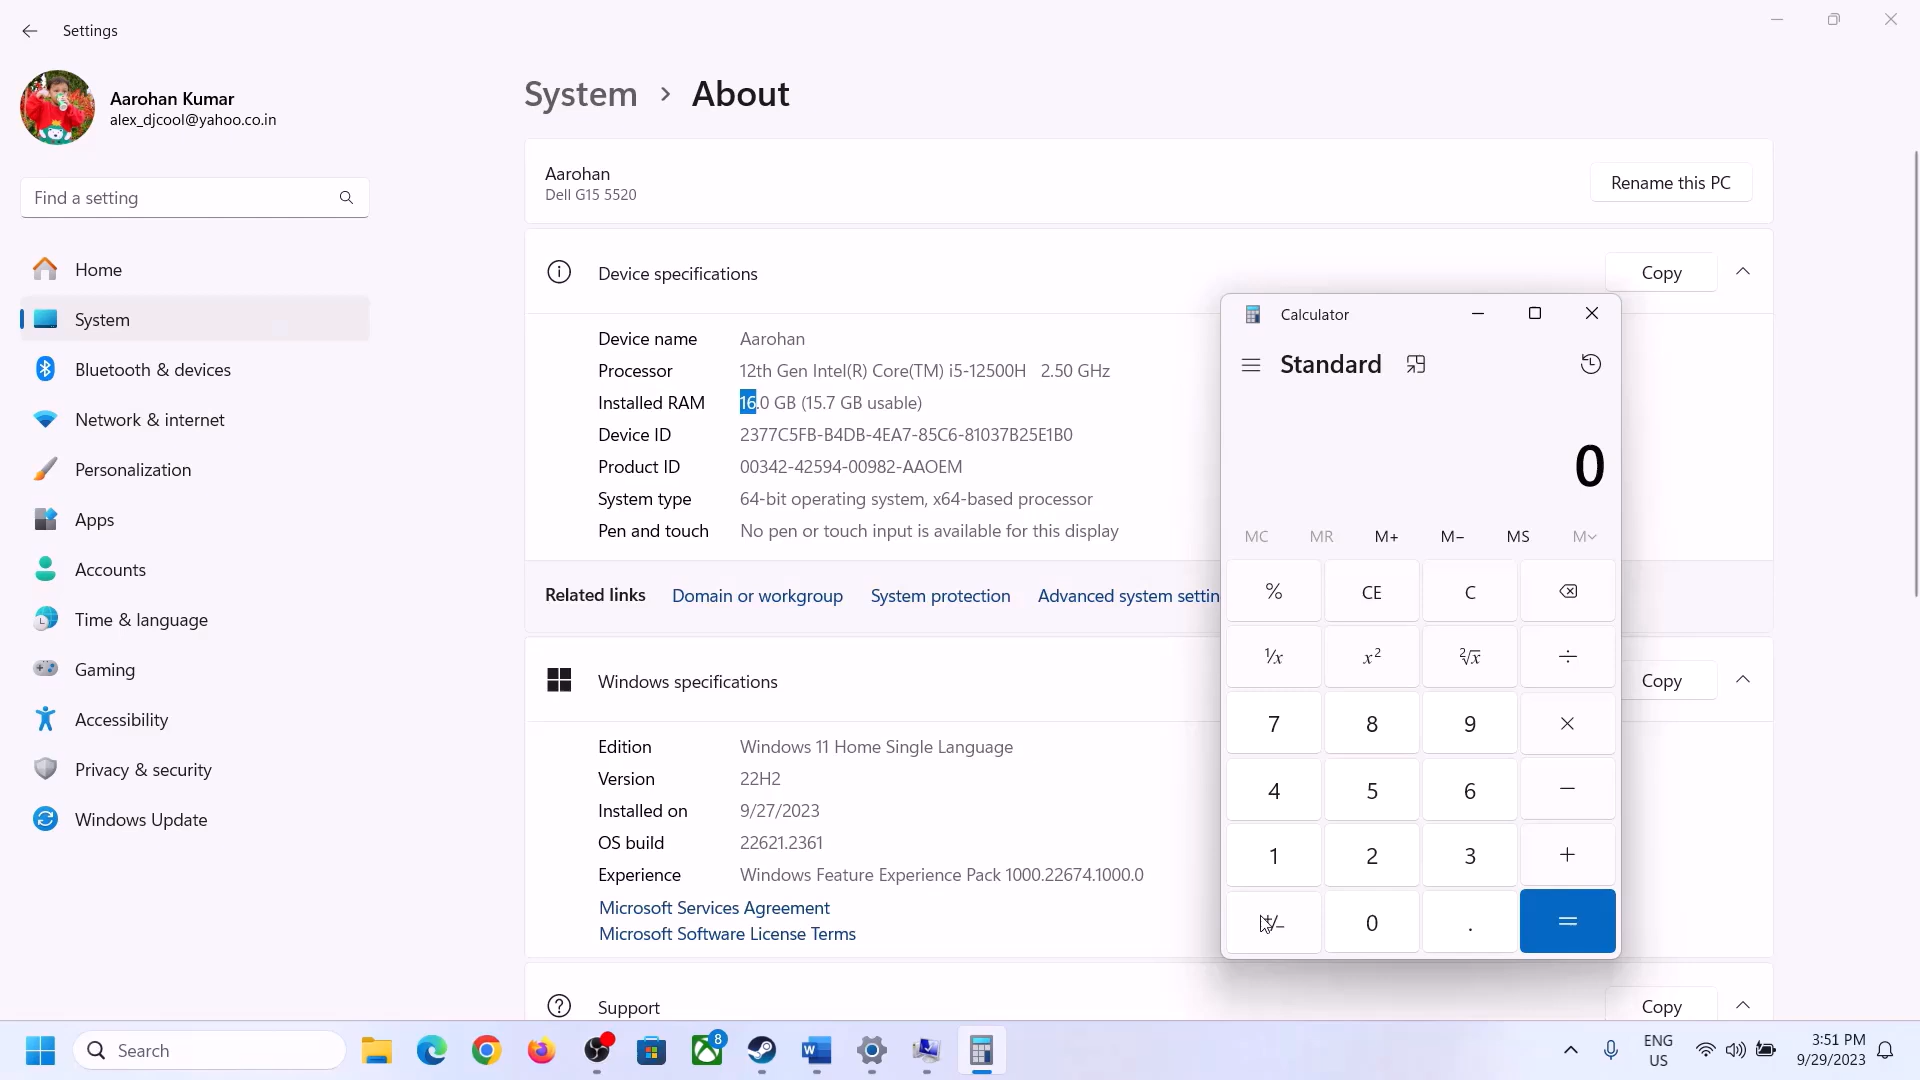 Settings
Aarohan Kumar
alex_djcool@yahoo.co.in
Find a setting
Home
System
Bluetooth & devices
Network & internet
Personalization
Apps
Accounts
Time & language
Gaming
Accessibility
Privacy & security
Windows Update
System > About
Aarohan
Dell G15 5520
Rename this PC
Device specifications
Copy
Device name Aarohan
Processor 12th Gen Intel(R) Core(TM) i5-12500H 2.50 GHz
Installed RAM 16.0 GB (15.7 GB usable)
Device ID 2377C5FB-B4DB-4EA7-85C6-81037B25E1B0
Product ID 00342-42594-00982-AAOEM
System type 64-bit operating system, x64-based processor
Pen and touch No pen or touch input is available for this display
Related links Domain or workgroup System protection Advanced system settin
Windows specifications
Copy
Edition Windows 11 Home Single Language
Version 22H2
Installed on 9/27/2023
OS build 22621.2361
Experience Windows Feature Experience Pack 1000.22674.1000.0
Microsoft Services Agreement
Microsoft Software License Terms
Support
Copy
Calculator
Standard
0
MC MR M+ M− MS M
% CE C
⅟x x² ²√x ÷
7 8 9 ×
4 5 6 −
1 2 3 +
+/− 0 . =
Search
8
ENG
US
3:51 PM
9/29/2023